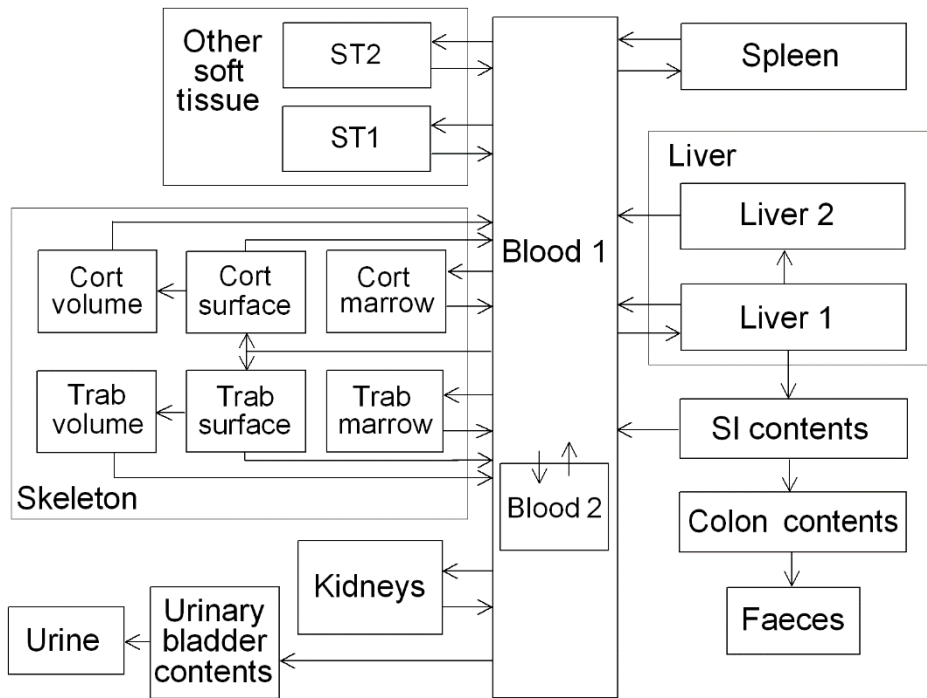 Other
soft
tissue
ST2
ST1
Blood 1
Spleen
Liver
Liver 2
Liver 1
Cort
volume
Cort
surface
Cort
marrow
Trab
volume
Trab
surface
Trab
marrow
Skeleton
Blood 2
SI contents
Colon contents
Faeces
Kidneys
Urinary
bladder
contents
Urine